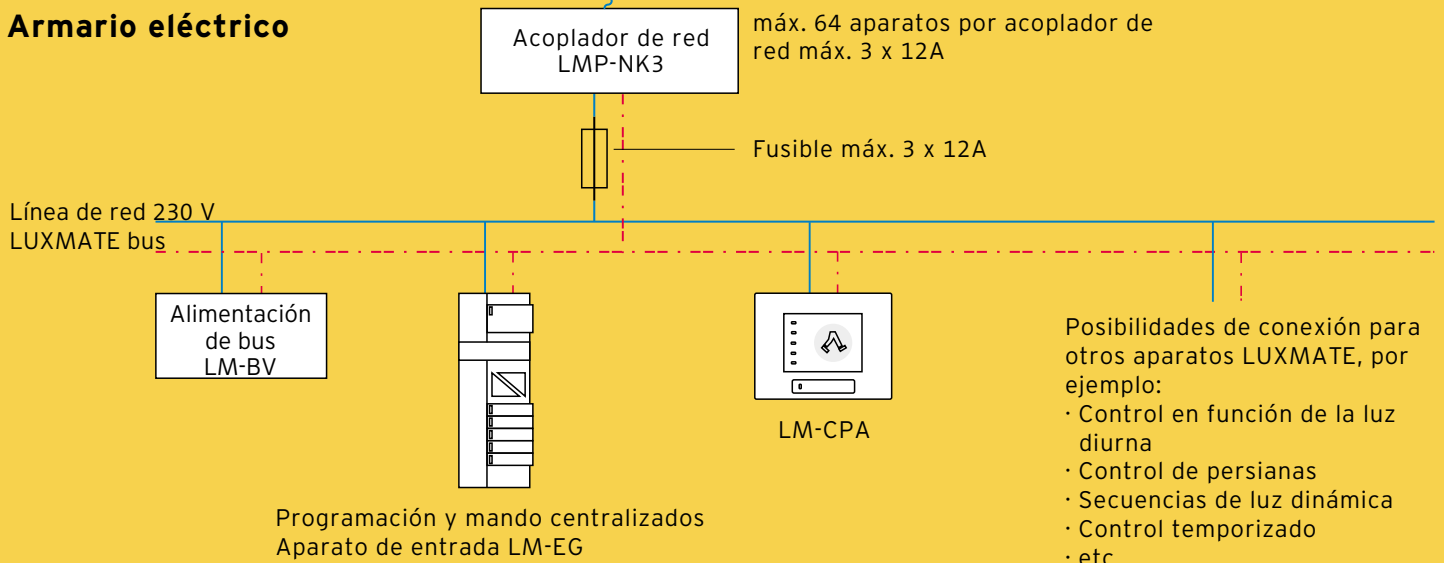 Armario eléctrico
Acoplador de red
LMP-NK3
máx. 64 aparatos por acoplador de
red máx. 3 x 12A
Fusible máx. 3 x 12A
Línea de red 230 V
LUXMATE bus
Alimentación
de bus
LM-BV
Programación y mando centralizados
Aparato de entrada LM-EG
LM-CPA
Posibilidades de conexión para
otros aparatos LUXMATE, por
ejemplo:
· Control en función de la luz
diurna
· Control de persianas
· Secuencias de luz dinámica
· Control temporizado
· etc